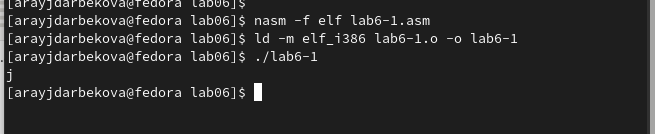 [arayjdarbekova@fedora lab06]$
[arayjdarbekova@fedora lab06]$ nasm -f elf lab6-1.asm
[arayjdarbekova@fedora lab06]$ ld -m elf_i386 lab6-1.o -o lab6-1
[arayjdarbekova@fedora lab06]$ ./lab6-1
j
[arayjdarbekova@fedora lab06]$